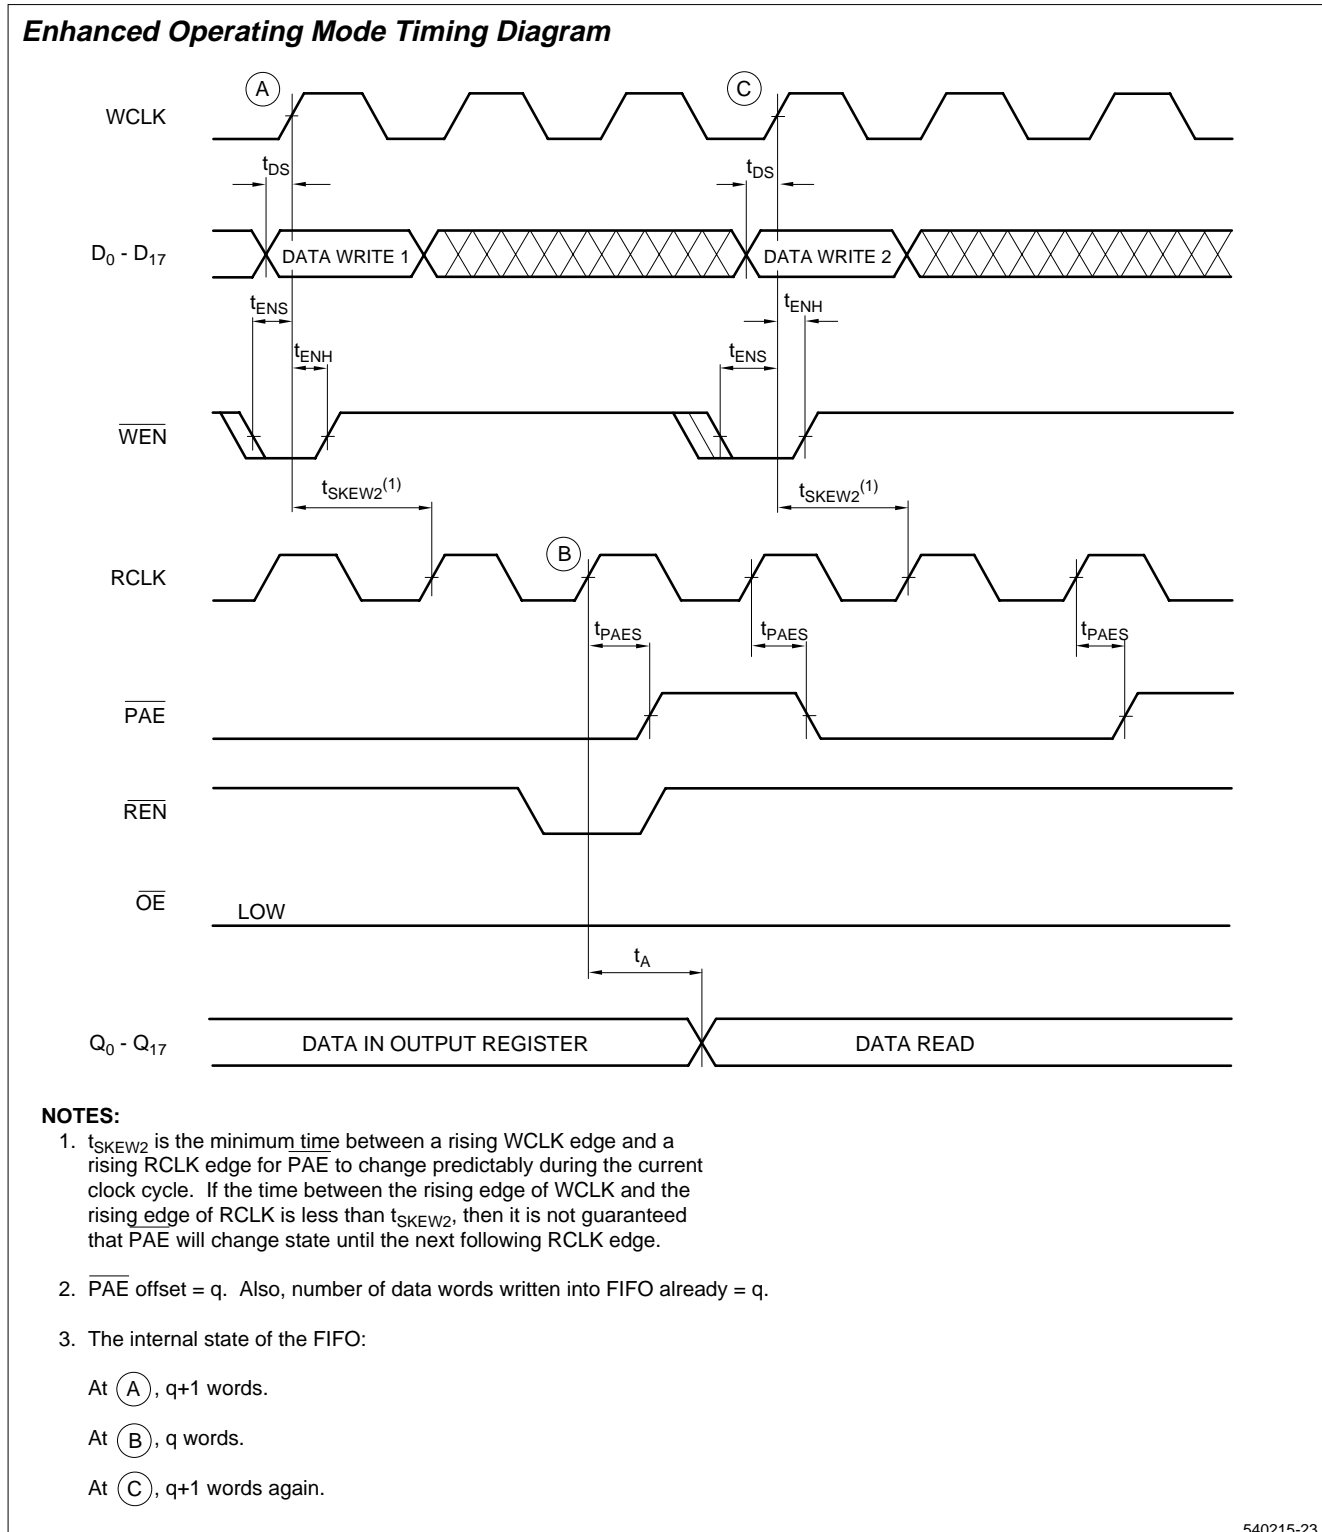 Enhanced Operating Mode Timing Diagram
A
C
WCLK
tDS
tDS
D0 - D17
DATA WRITE 1
DATA WRITE 2
tENS
tENH
tENH
tENS
WEN
tSKEW2(1)
tSKEW2(1)
B
RCLK
tPAES
tPAES
tPAES
PAE
REN
OE
LOW
tA
Q0 - Q17
DATA IN OUTPUT REGISTER
DATA READ
NOTES:
1. tSKEW2 is the minimum time between a rising WCLK edge and a
rising RCLK edge for PAE to change predictably during the current
clock cycle. If the time between the rising edge of WCLK and the
rising edge of RCLK is less than tSKEW2, then it is not guaranteed
that PAE will change state until the next following RCLK edge.
2. PAE offset = q. Also, number of data words written into FIFO already = q.
3. The internal state of the FIFO:
At A, q+1 words.
At B, q words.
At C, q+1 words again.
540215-23